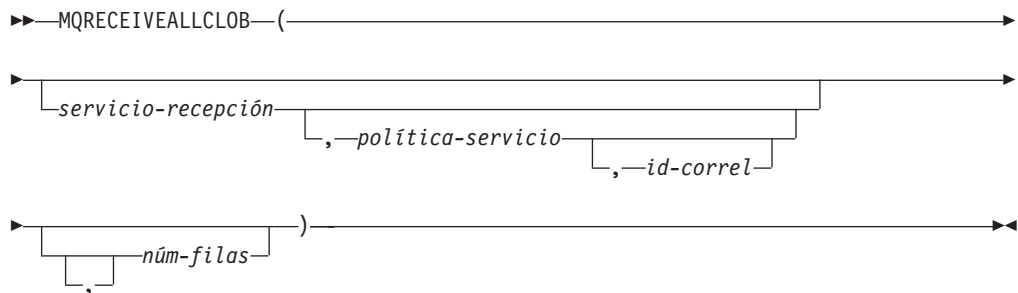 MQRECEIVEALLCLOB (
servicio-recepción
, política-servicio
, id-correl
)
núm-filas
,